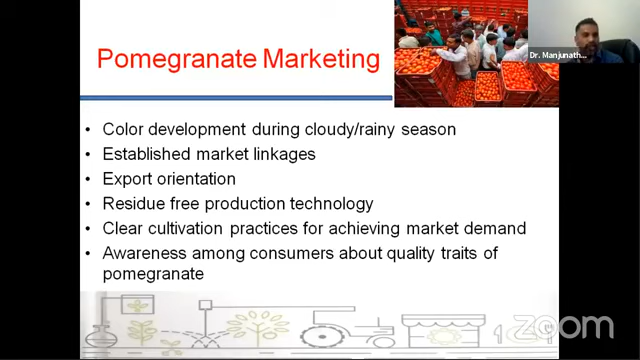 Pomegranate Marketing
Dr. Manjunath...
• Color development during cloudy/rainy season
• Established market linkages
• Export orientation
• Residue free production technology
• Clear cultivation practices for achieving market demand
• Awareness among consumers about quality traits of
pomegranate
zoom